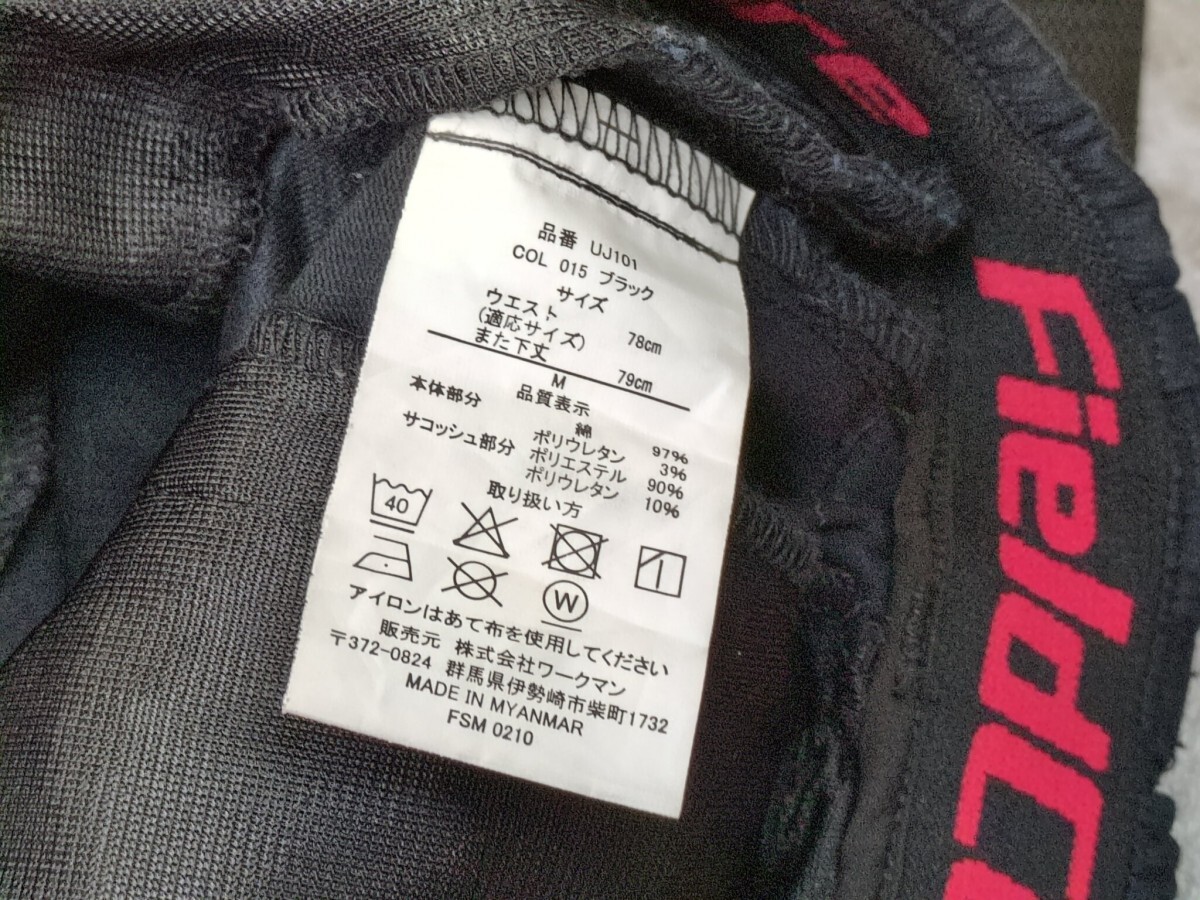 品番 UJ101
COL 015 ブラック
サイズ
ウエスト
(適応サイズ) 78cm
また下丈 79cm
M
品質表示
本体部分 綿 97%
ポリウレタン 3%
サコッシュ部分 ポリエステル 90%
ポリウレタン 10%
取り扱い方
40
W
アイロンはあて布を使用してください
販売元 株式会社ワークマン
〒372-0824 群馬県伊勢崎市柴町1732
MADE IN MYANMAR
FSM 0210
FieldC
re